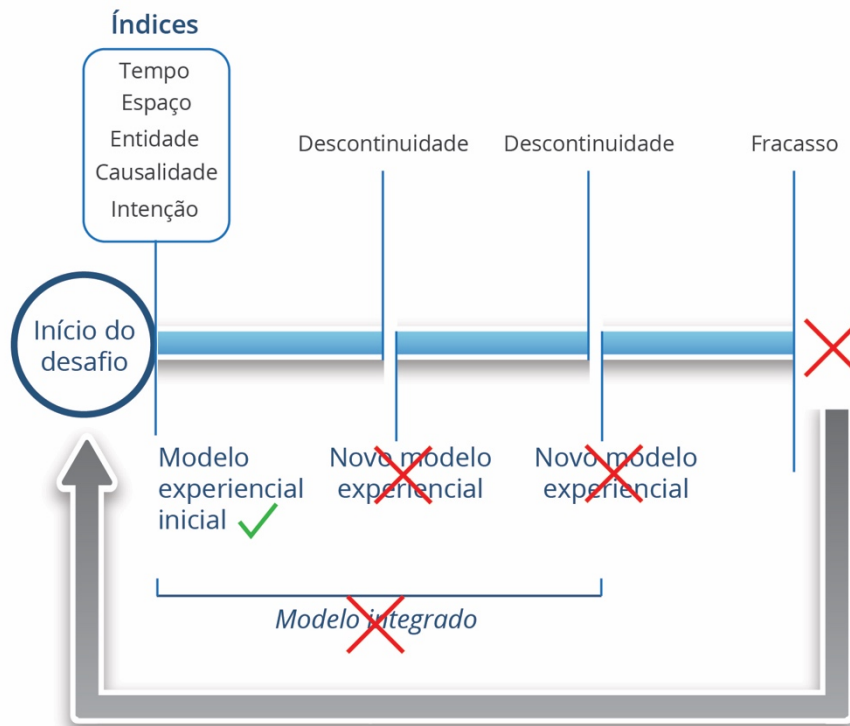 Índices
Tempo
Espaço
Entidade
Causalidade
Intenção
Descontinuidade
Descontinuidade
Fracasso
Início do
desafio
Modelo
experiencial
inicial
Novo modelo
experiencial
Novo modelo
experiencial
Modelo integrado